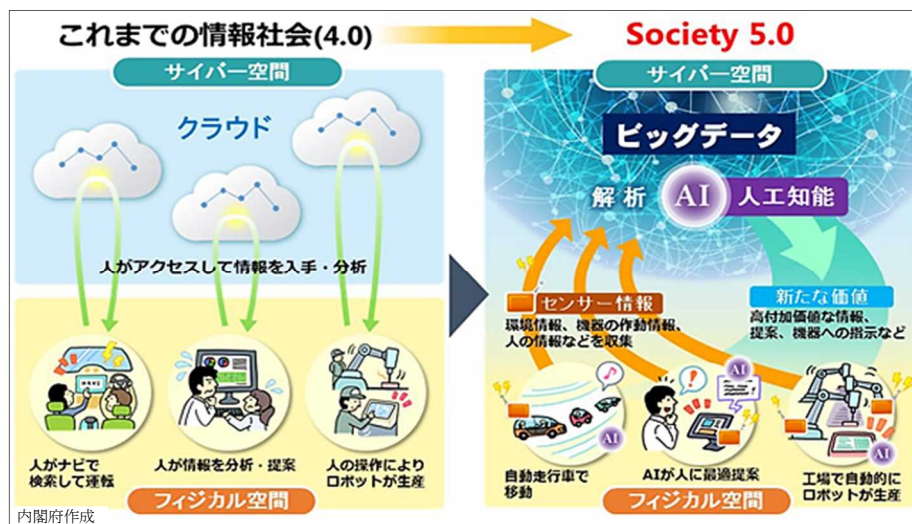 これまでの情報社会(4.0)
サイバー空間
クラウド
人がアクセスして情報を入手・分析
人がナビで
検索して運転
人が情報を分析・提案
人の操作により
ロボットが生産
フィジカル空間
Society 5.0
サイバー空間
ビッグデータ
解析 AI 人工知能
センサー情報
環境情報、機器の作動情報、
人の情報などを収集
新たな価値
高付加価値な情報、
提案、機器への指示など
AI
AI
AI
自動走行車で
移動
AIが人に最適提案
工場で自動的に
ロボットが生産
フィジカル空間
内閣府作成